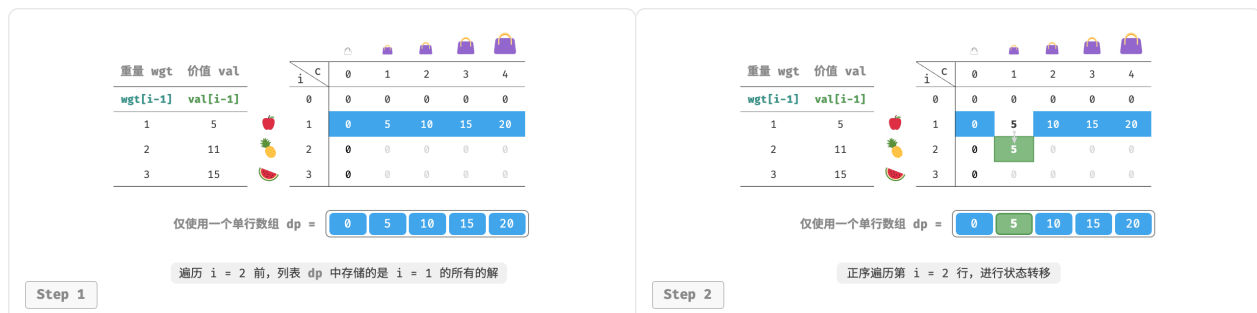 重量 wgt 价值 val
i c 0 1 2 3 4
wgt[i-1] val[i-1]
0 0 0 0 0 0
1 5 1 0 5 10 15 20
2 11 2 0 0 0 0 0
3 15 3 0 0 0 0 0
仅使用一个单行数组 dp = 0 5 10 15 20
遍历 i = 2 前，列表 dp 中存储的是 i = 1 的所有的解
Step 1
重量 wgt 价值 val
i c 0 1 2 3 4
wgt[i-1] val[i-1]
0 0 0 0 0 0
1 5 1 0 5 10 15 20
2 11 2 0 5 0 0 0
3 15 3 0 0 0 0 0
仅使用一个单行数组 dp = 0 5 10 15 20
正序遍历第 i = 2 行，进行状态转移
Step 2